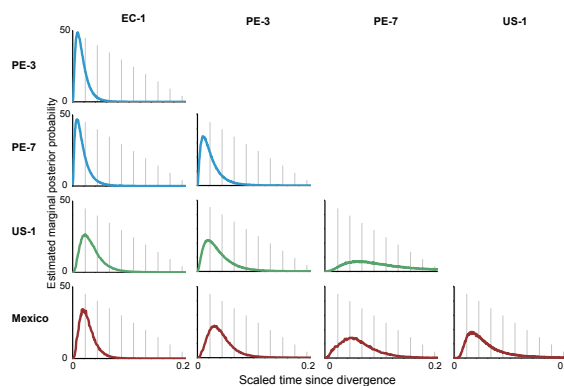 EC-1
PE-3
PE-7
US-1
PE-3
50
0
PE-7
50
0
US-1
50
0
Mexico
50
0
Estimated marginal posterior probability
0 0.2 0 0.2 0 0.2 0 0.2
Scaled time since divergence